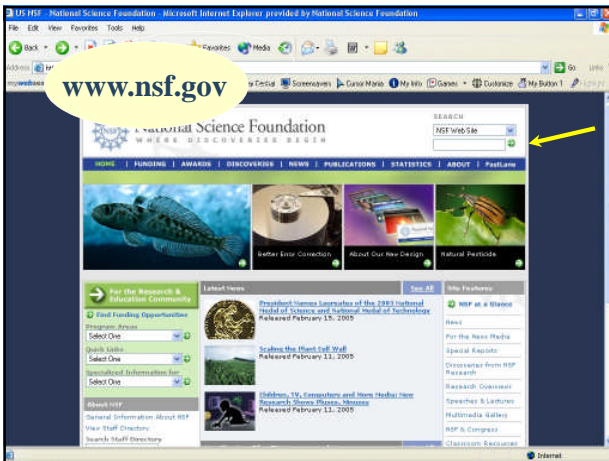 US NSF - National Science Foundation - Microsoft Internet Explorer provided by National Science Foundation
File Edit View Favorites Tools Help
Back Favorites Media
Address Go Links
Screensavers Cursor Mania My Info Games Customize My Button 1
www.nsf.gov
National Science Foundation
WHERE DISCOVERIES BEGIN
SEARCH
NSF Web Site
HOME | FUNDING | AWARDS | DISCOVERIES | NEWS | PUBLICATIONS | STATISTICS | ABOUT | FastLane
Better Error Correction
About Our New Design
Natural Pesticide
For the Research &
Education Community
Find Funding Opportunities
Program Areas
Select One
Quick Links
Select One
Specialized Information for
Select One
About NSF
General Information About NSF
View Staff Directory
Search Staff Directory
Latest News
See All
President Names Laureates of the 2003 National
Medal of Science and National Medal of Technology
Released February 15, 2005
Scaling the Plant Cell Wall
Released February 11, 2005
Children, TV, Computers and More Media: New
Research Shows Pluses, Minuses
Released February 11, 2005
Site Features
NSF at a Glance
News
For the News Media
Special Reports
Discoveries from NSF
Research
Research Overviews
Speeches & Lectures
Multimedia Gallery
NSF & Congress
Classroom Resources
Internet